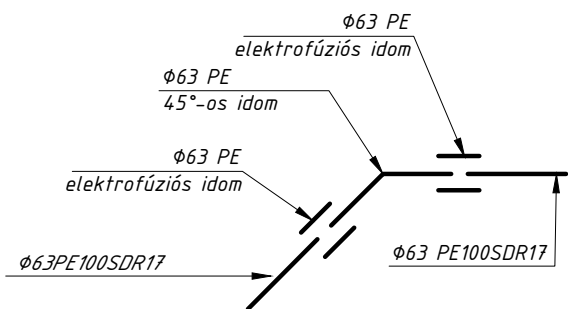 Φ63 PE
elektrofúziós idom
Φ63 PE
45°-os idom
Φ63 PE
elektrofúziós idom
Φ63 PE100SDR17
Φ63PE100SDR17